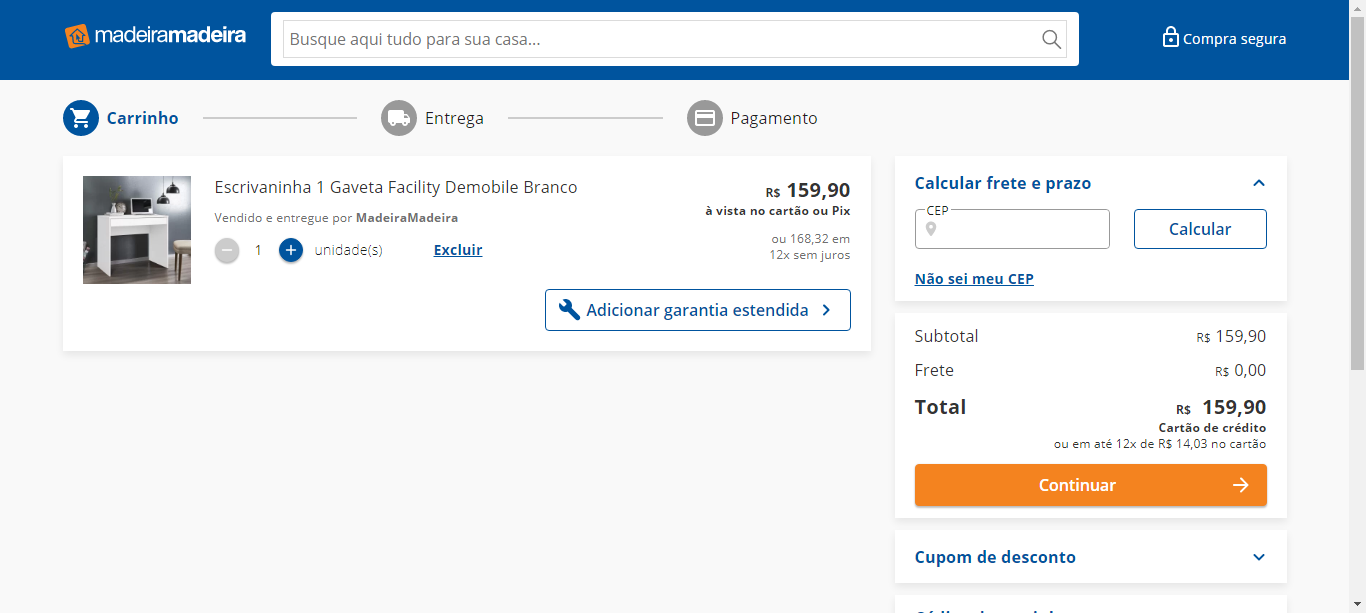 madeiramadeira
Busque aqui tudo para sua casa...
Compra segura
Carrinho
Entrega
Pagamento
Escrivaninha 1 Gaveta Facility Demobile Branco
Vendido e entregue por MadeiraMadeira
1 unidade(s) Excluir
R$ 159,90
à vista no cartão ou Pix
ou 168,32 em
12x sem juros
Adicionar garantia estendida
Calcular frete e prazo
CEP
Calcular
Não sei meu CEP
Subtotal R$ 159,90
Frete R$ 0,00
Total R$ 159,90
Cartão de crédito
ou em até 12x de R$ 14,03 no cartão
Continuar
Cupom de desconto